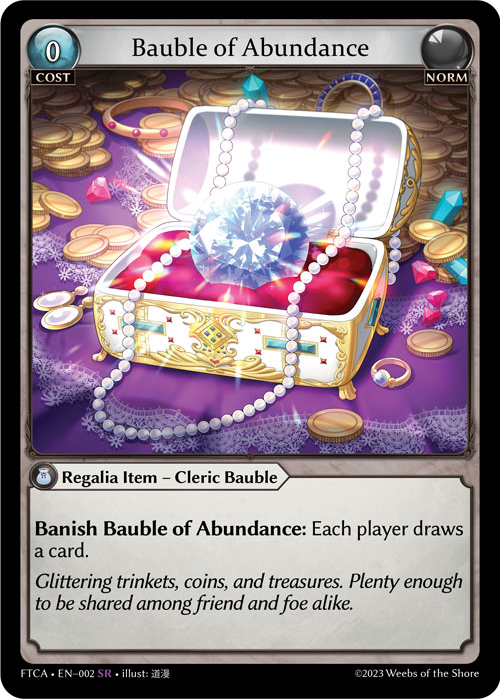 0
Bauble of Abundance
COST
NORM
Regalia Item – Cleric Bauble
Banish Bauble of Abundance: Each player draws
a card.
Glittering trinkets, coins, and treasures. Plenty enough
to be shared among friend and foe alike.
FTCA • EN–002 SR • illust: 道漫
©2023 Weebs of the Shore